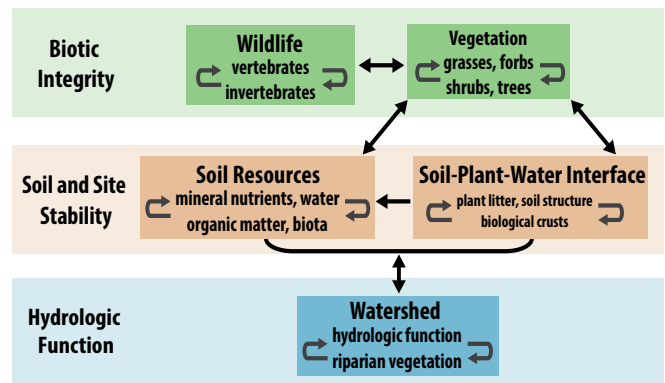 Biotic
Integrity
Wildlife
vertebrates
invertebrates
Vegetation
grasses, forbs
shrubs, trees
Soil and Site
Stability
Soil Resources
mineral nutrients, water
organic matter, biota
Soil-Plant-Water Interface
plant litter, soil structure
biological crusts
Hydrologic
Function
Watershed
hydrologic function
riparian vegetation